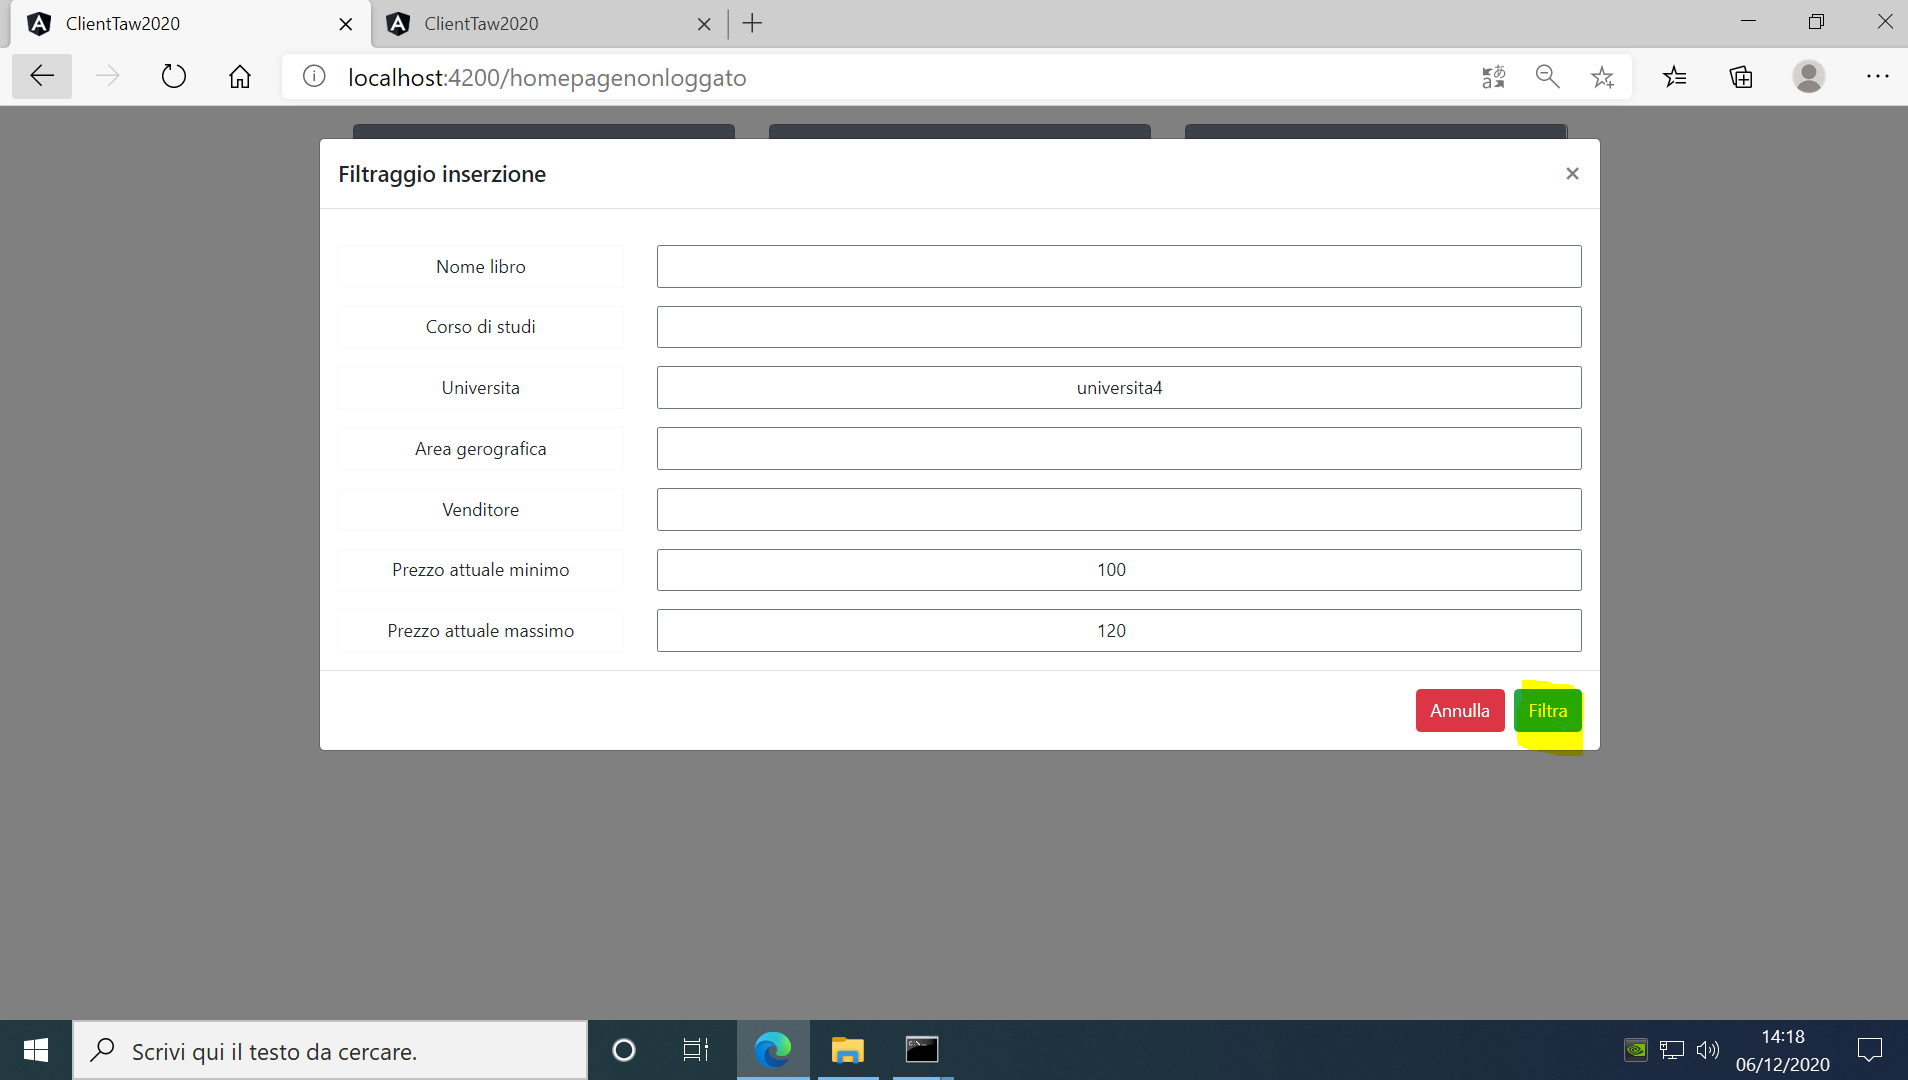 ClientTaw2020
ClientTaw2020
localhost:4200/homepagenonloggato
Filtraggio inserzione
×
Nome libro
Corso di studi
Universita universita4
Area gerografica
Venditore
Prezzo attuale minimo 100
Prezzo attuale massimo 120
Annulla Filtra
Scrivi qui il testo da cercare.
14:18
06/12/2020